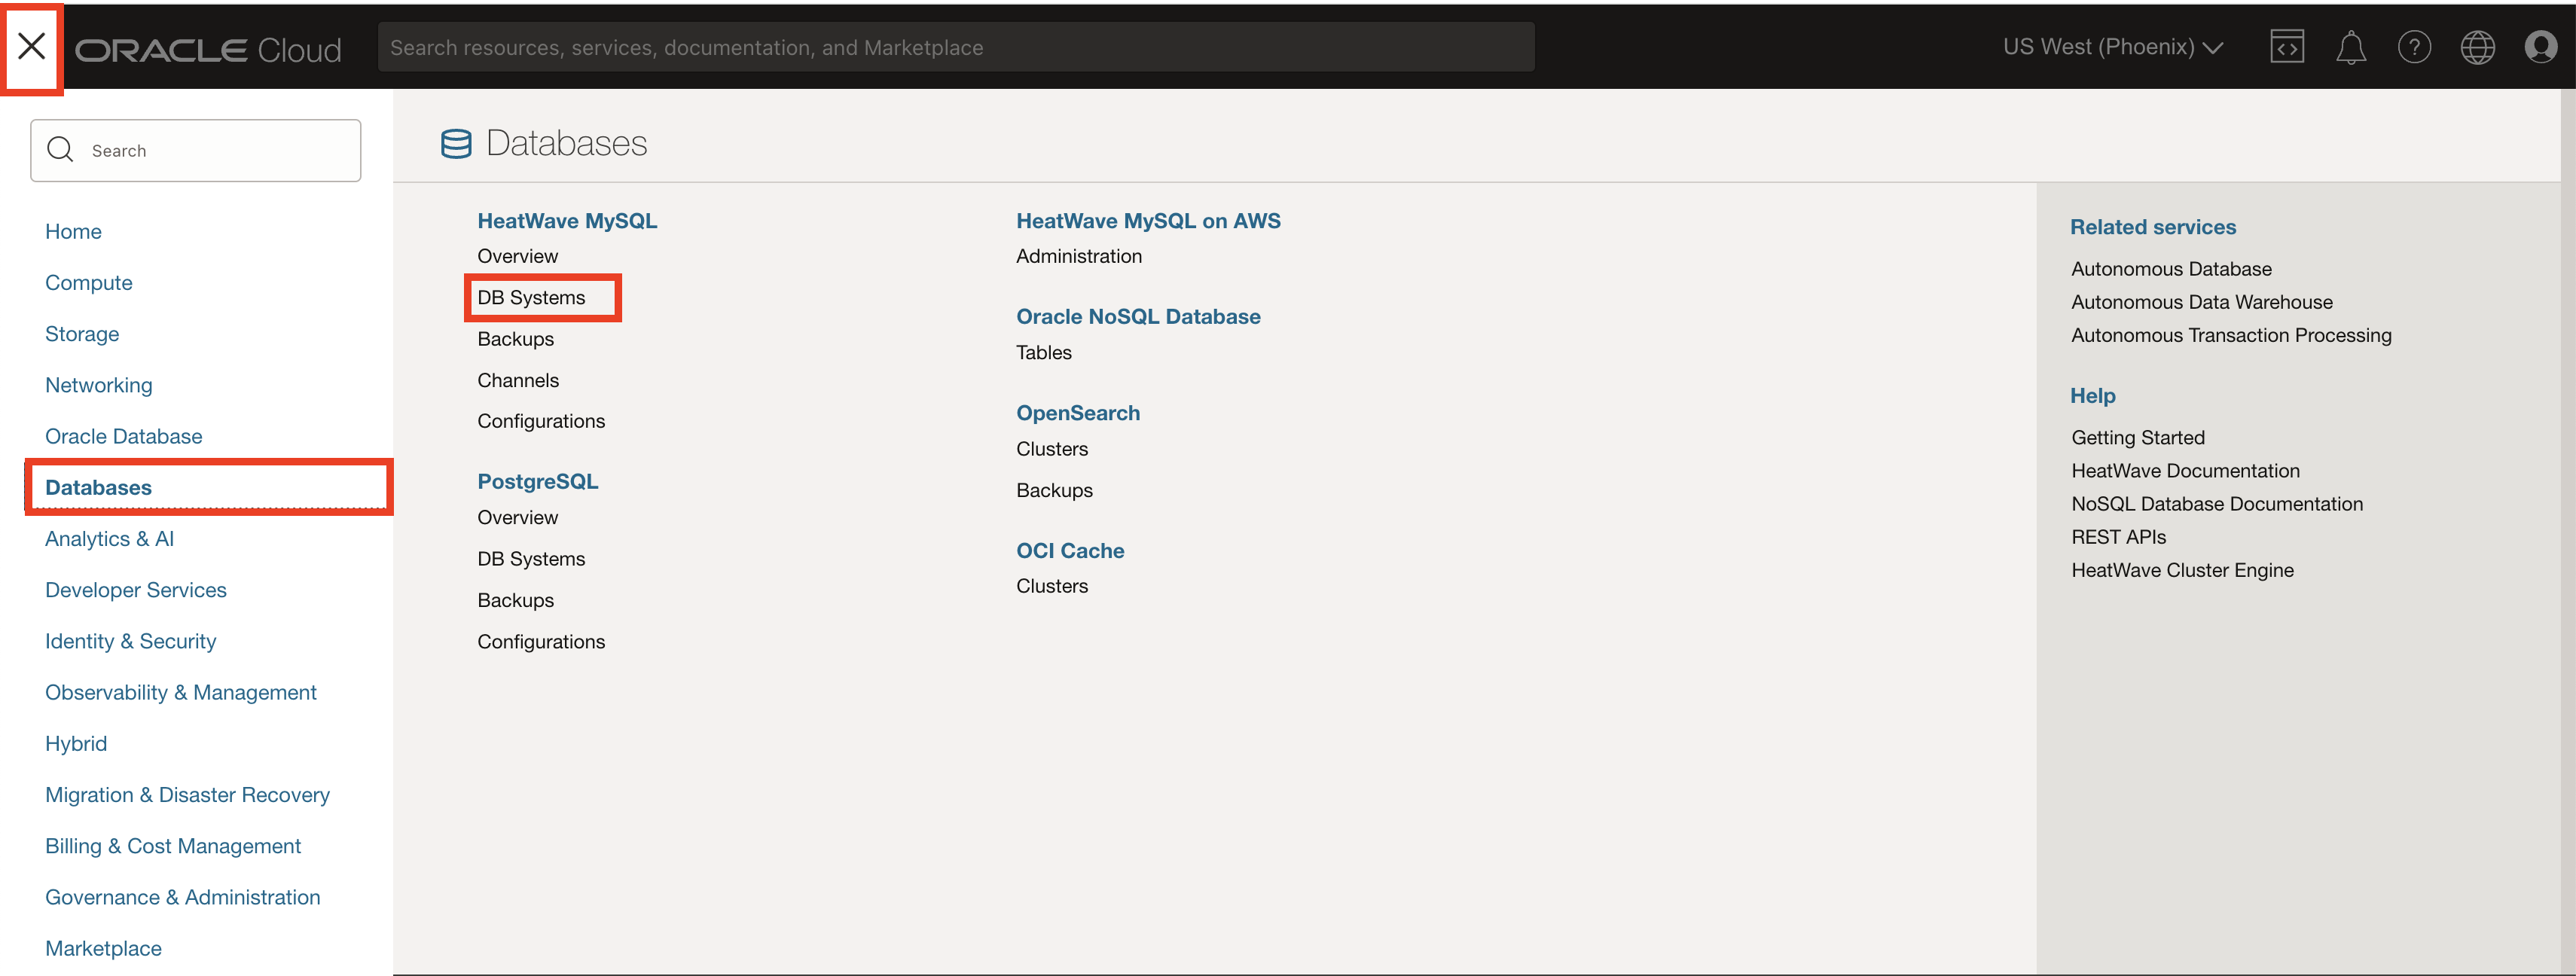 ORACLE Cloud
Search resources, services, documentation, and Marketplace
US West (Phoenix)
Search
Home
Compute
Storage
Networking
Oracle Database
Databases
Analytics & AI
Developer Services
Identity & Security
Observability & Management
Hybrid
Migration & Disaster Recovery
Billing & Cost Management
Governance & Administration
Marketplace
Databases
HeatWave MySQL
Overview
DB Systems
Backups
Channels
Configurations
PostgreSQL
Overview
DB Systems
Backups
Configurations
HeatWave MySQL on AWS
Administration
Oracle NoSQL Database
Tables
OpenSearch
Clusters
Backups
OCI Cache
Clusters
Related services
Autonomous Database
Autonomous Data Warehouse
Autonomous Transaction Processing
Help
Getting Started
HeatWave Documentation
NoSQL Database Documentation
REST APIs
HeatWave Cluster Engine